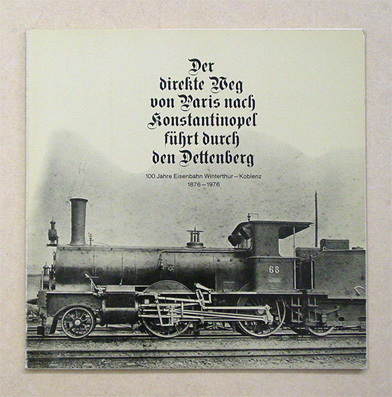 Der
direkte Weg
von Paris nach
Konstantinopel
führt durch
den Dettenberg
100 Jahre Eisenbahn Winterthur – Koblenz
1876 – 1976
68